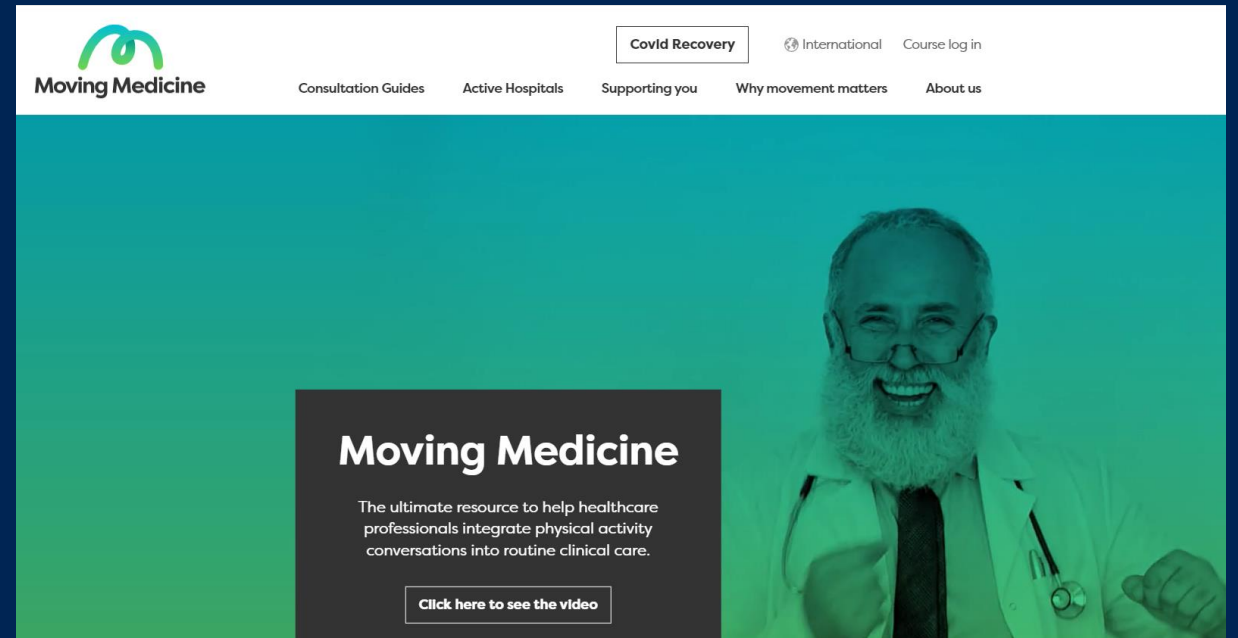 Moving Medicine
Covid Recovery
International
Course log in
Consultation Guides
Active Hospitals
Supporting you
Why movement matters
About us
Moving Medicine
The ultimate resource to help healthcare
professionals integrate physical activity
conversations into routine clinical care.
Click here to see the video